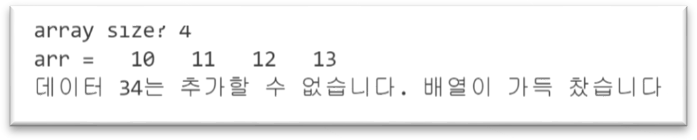 array size? 4
arr = 10 11 12 13
데이터 34는 추가할 수 없습니다. 배열이 가득 찼습니다